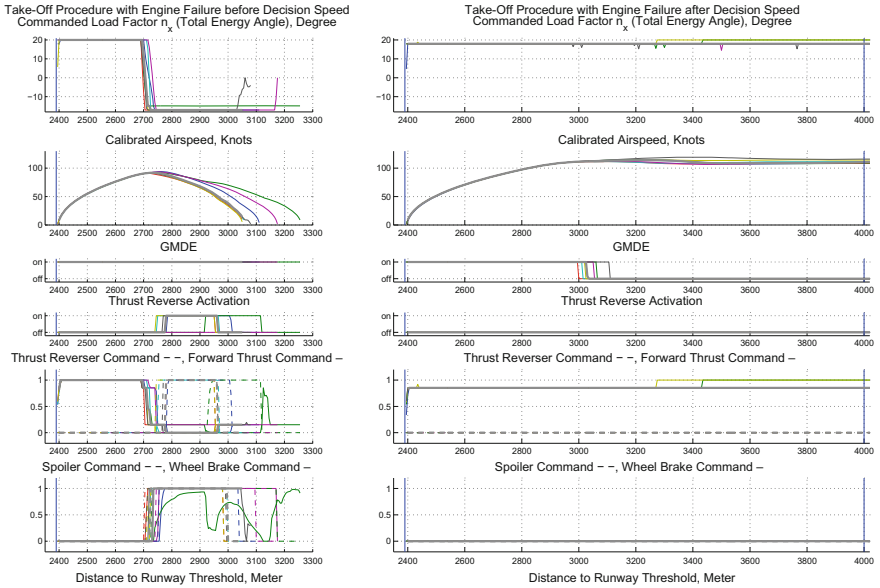 Take-Off Procedure with Engine Failure before Decision Speed
Commanded Load Factor n_x (Total Energy Angle), Degree
20
10
0
−10
2400 2500 2600 2700 2800 2900 3000 3100 3200 3300
Calibrated Airspeed, Knots
100
50
0
2400 2500 2600 2700 2800 2900 3000 3100 3200 3300
GMDE
on
off
2400 2500 2600 2700 2800 2900 3000 3100 3200 3300
Thrust Reverse Activation
on
off
2400 2500 2600 2700 2800 2900 3000 3100 3200 3300
Thrust Reverser Command − −, Forward Thrust Command −
1
0.5
0
2400 2500 2600 2700 2800 2900 3000 3100 3200 3300
Spoiler Command − −, Wheel Brake Command −
1
0.5
0
2400 2500 2600 2700 2800 2900 3000 3100 3200 3300
Distance to Runway Threshold, Meter
Take-Off Procedure with Engine Failure after Decision Speed
Commanded Load Factor n_x (Total Energy Angle), Degree
20
10
0
−10
2400 2600 2800 3000 3200 3400 3600 3800 4000
Calibrated Airspeed, Knots
100
50
0
2400 2600 2800 3000 3200 3400 3600 3800 4000
GMDE
on
off
2400 2600 2800 3000 3200 3400 3600 3800 4000
Thrust Reverse Activation
on
off
2400 2600 2800 3000 3200 3400 3600 3800 4000
Thrust Reverser Command − −, Forward Thrust Command −
1
0.5
0
2400 2600 2800 3000 3200 3400 3600 3800 4000
Spoiler Command − −, Wheel Brake Command −
1
0.5
0
2400 2600 2800 3000 3200 3400 3600 3800 4000
Distance to Runway Threshold, Meter